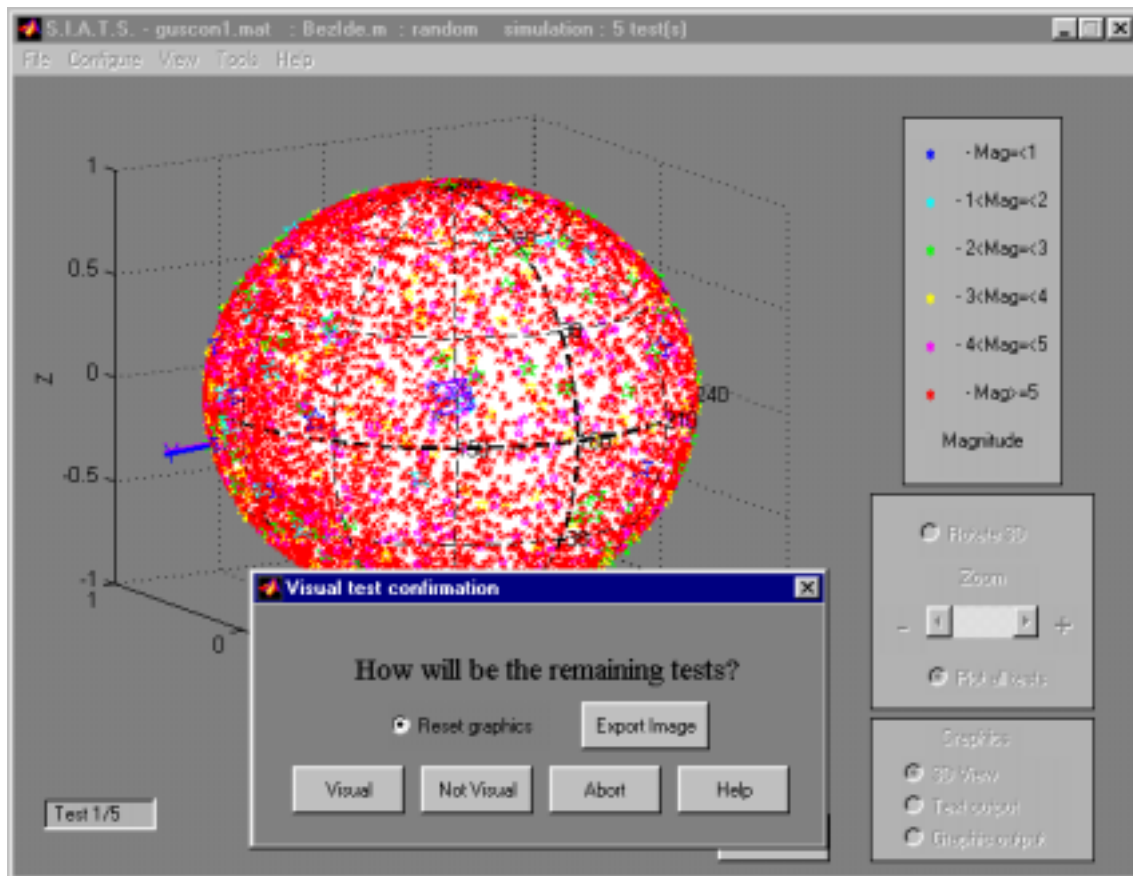 S.I.A.T.S. - guscon1.mat : BezIde.m : random simulation : 5 test(s)
File Configure View Tools Help
1
0.5
0
-0.5
-1
Z
1
0
240
210
- Mag=<1
- 1<Mag=<2
- 2<Mag=<3
- 3<Mag=<4
- 4<Mag=<5
- Mag>=5
Magnitude
Rotate 3D
Zoom
- +
Plot all tests
Graphics
3D View
Text output
Graphic output
Visual test confirmation
How will be the remaining tests?
Reset graphics
Export Image
Visual Not Visual Abort Help
Test 1/5